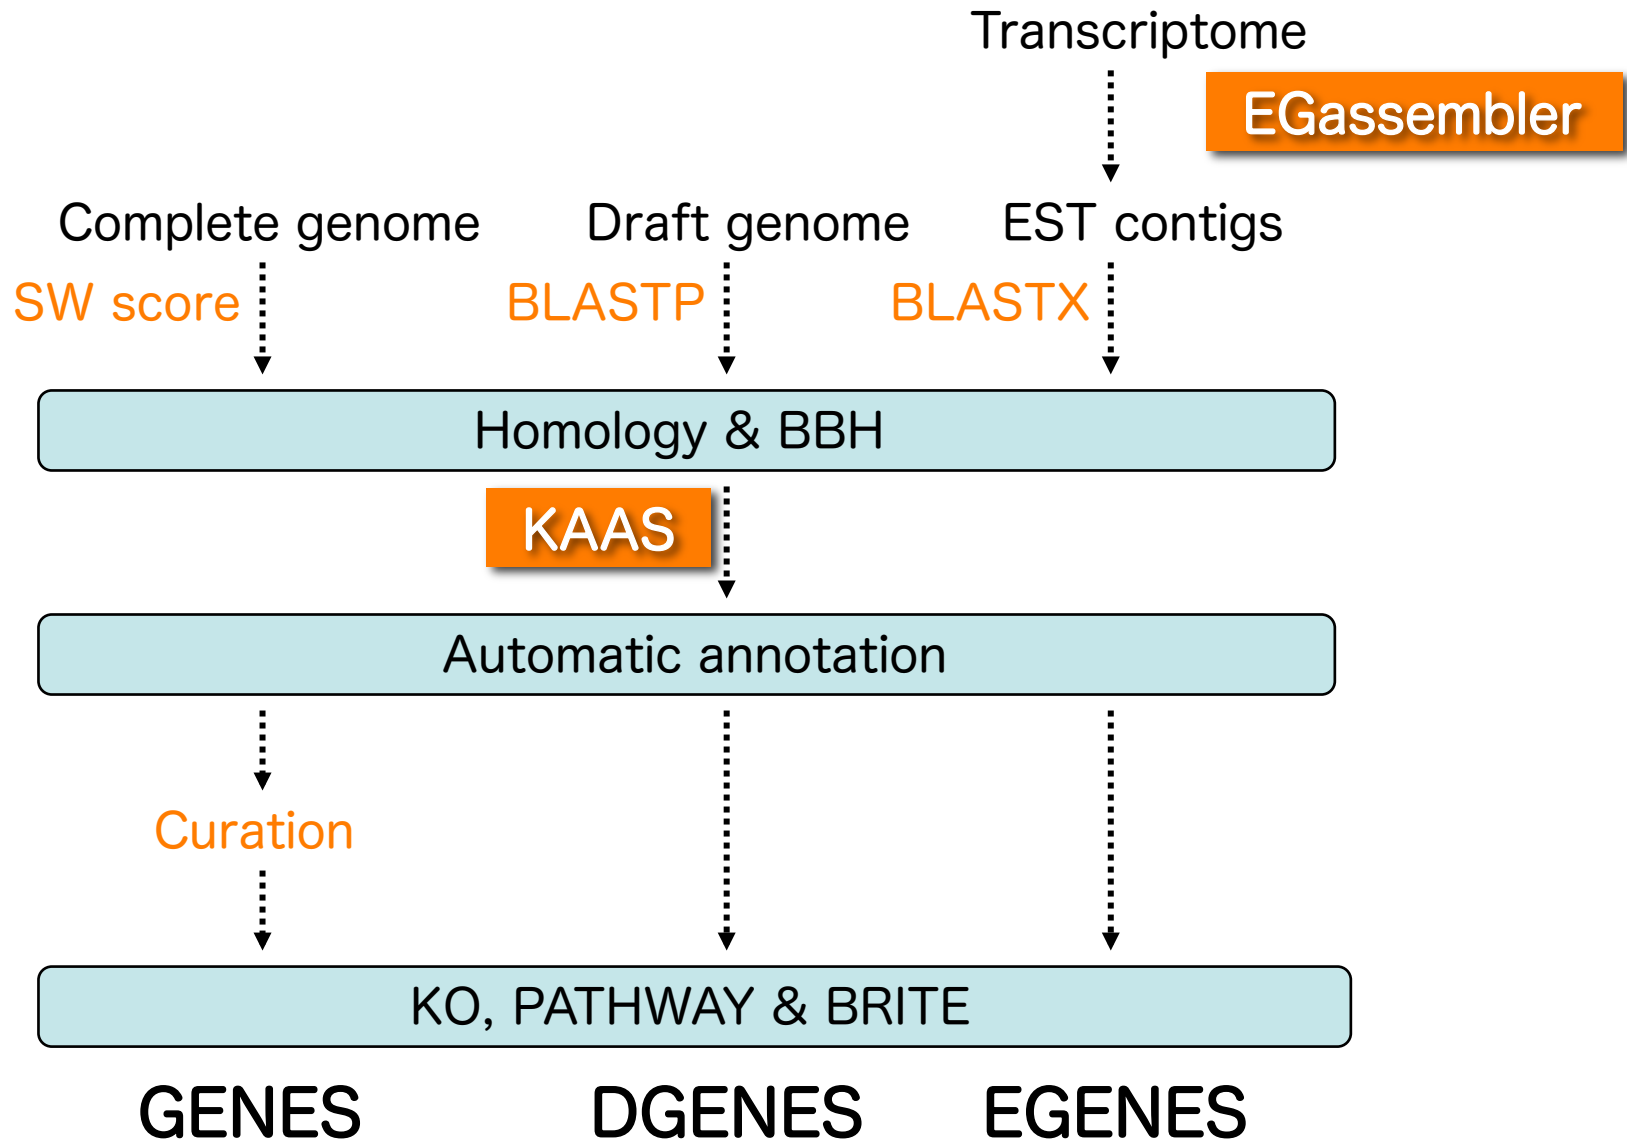 Transcriptome
EGassembler
Complete genome
Draft genome
EST contigs
SW score
BLASTP
BLASTX
Homology & BBH
KAAS
Automatic annotation
Curation
KO, PATHWAY & BRITE
GENES
DGENES
EGENES